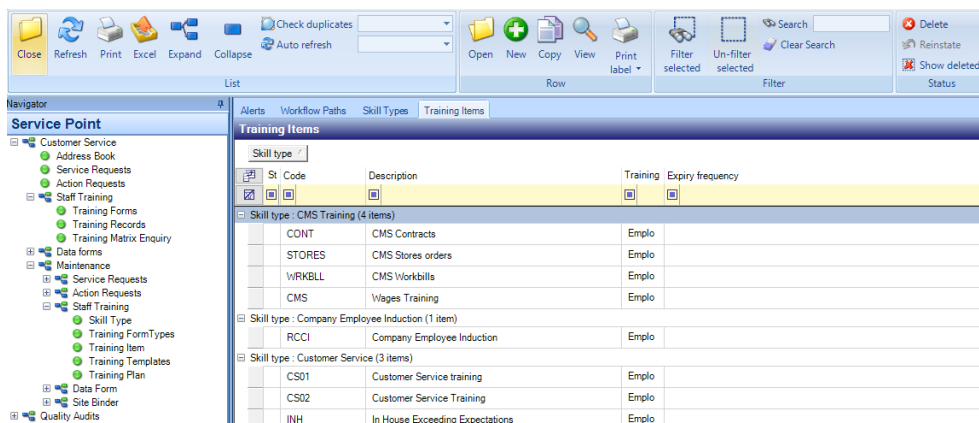 Check duplicates
Search
Delete
Auto refresh
Clear Search
Reinstate
Close Refresh Print Excel Expand Collapse
Open New Copy View Print label
Filter selected Un-filter selected
Show deleted
List Row Filter Status
Navigator
Alerts Workflow Paths Skill Types Training Items
Service Point
Training Items
Customer Service
Address Book
Service Requests
Action Requests
Staff Training
Training Forms
Training Records
Training Matrix Enquiry
Data forms
Maintenance
Service Requests
Action Requests
Staff Training
Skill Type
Training FormTypes
Training Item
Training Templates
Training Plan
Data Form
Site Binder
Quality Audits
Skill type
St Code Description Training Expiry frequency
Skill type : CMS Training (4 items)
CONT CMS Contracts Emplo
STORES CMS Stores orders Emplo
WRKBLL CMS Workbills Emplo
CMS Wages Training Emplo
Skill type : Company Employee Induction (1 item)
RCCI Company Employee Induction Emplo
Skill type : Customer Service (3 items)
CS01 Customer Service training Emplo
CS02 Customer Service Training Emplo
INH In House Exceeding Expectations Emplo